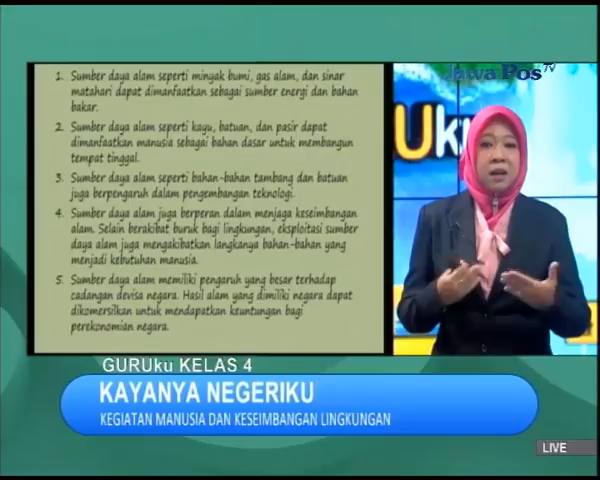 Jawa Pos TV
1. Sumber daya alam seperti minyak bumi, gas alam, dan sinar
matahari dapat dimanfaatkan sebagai sumber energi dan bahan
bakar.
2. Sumber daya alam seperti kayu, batuan, dan pasir dapat
dimanfaatkan manusia sebagai bahan dasar untuk membangun
tempat tinggal.
3. Sumber daya alam seperti bahan-bahan tambang dan batuan
juga berpengaruh dalam pengembangan teknologi.
4. Sumber daya alam juga berperan dalam menjaga keseimbangan
alam. Selain berakibat buruk bagi lingkungan, eksploitasi sumber
daya alam juga mengakibatkan langkanya bahan-bahan yang
menjadi kebutuhan manusia.
5. Sumber daya alam memiliki pengaruh yang besar terhadap
cadangan devisa negara. Hasil alam yang dimiliki negara dapat
dikomersilkan untuk mendapatkan keuntungan bagi
perekonomian negara.
GURUku KELAS 4
KAYANYA NEGERIKU
KEGIATAN MANUSIA DAN KESEIMBANGAN LINGKUNGAN
LIVE